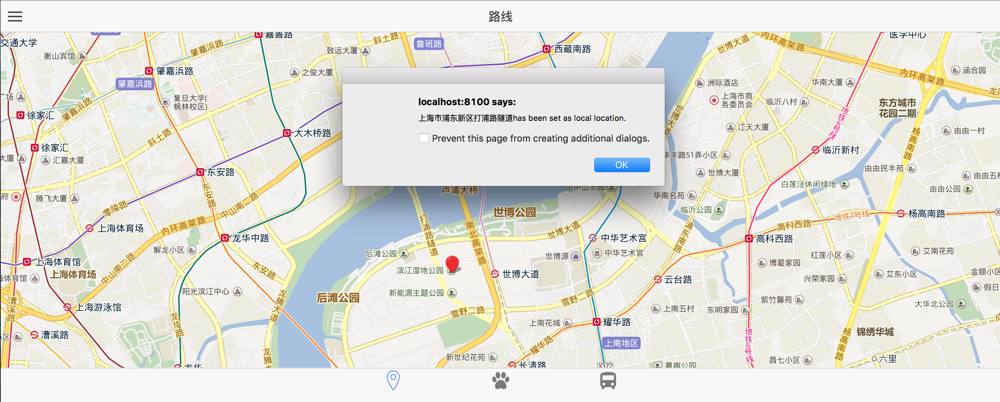 路线
交通大学
嘉善路
肇嘉浜路
斜土路
鲁班路
西藏南路
世博大道
内环高架路
医学中心
衡山宾馆
致远大厦
之俊大厦
肇嘉浜路
肇嘉浜路
洲际酒店
华南大厦
内环高架路
涵合园
广场
肇嘉浜路
复旦大学(
枫林校区)
上海市商
务委员会
临沂八村
地铁6号线
东方城市
花园二期
徐家汇
localhost:8100 says:
上海市浦东新区打浦路隧道has been set as local location.
Prevent this page from creating additional dialogs.
OK
世博大道
江天大厦
由由一村
斜土路
大木桥路
杨高南路
徐家汇
大厦
汇嘉大厦
临沂新村
华丰路51弄小区
东安路
世博大厦
由由民丰苑
白莲泾休闲绿地
由由公园
府
腾飞大厦
零陵路
东安路
中山南二路
卢浦大桥
华南名苑
世博公园
临沂公园
地铁7号线
杨高南路
上海体育场
内环高架路
打浦路隧道
南北高架路
世博大道
浦东南路
高科西路
龙华中路
中华艺术宫
高科西路
解龙小区
后滩公园
世博源
中华艺术宫
红莲小区
艾南花苑
上海体育馆
上海体育场
中山南二路
东安路
滨江湿地公园
世博大道
博爱家园
云台路
兴荣家园
艾东小区
金顺小区
阳光滨江中心
新能源主题公园
后滩公园
雪野二路
紫竹馨苑
假日
大华北公园
漕溪路
上海游泳馆
龙腾大道
雪野二路
上南五村
东明家园
龙华路
上南花城
耀华路
漕溪路
区
地铁6号线
杨高南路
锦绣华城
耀华路
上南地区
龙腾大
新世纪花苑
长清路
X372
昌七小区
六里
龙华